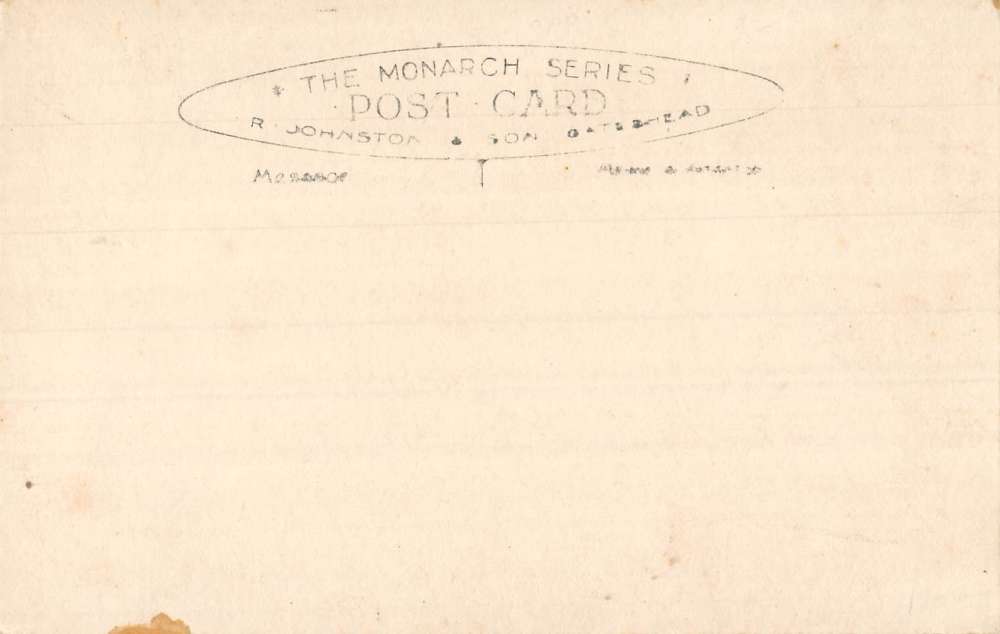 THE MONARCH SERIES
POST CARD
R. JOHNSTON & SON GATESHEAD
Message